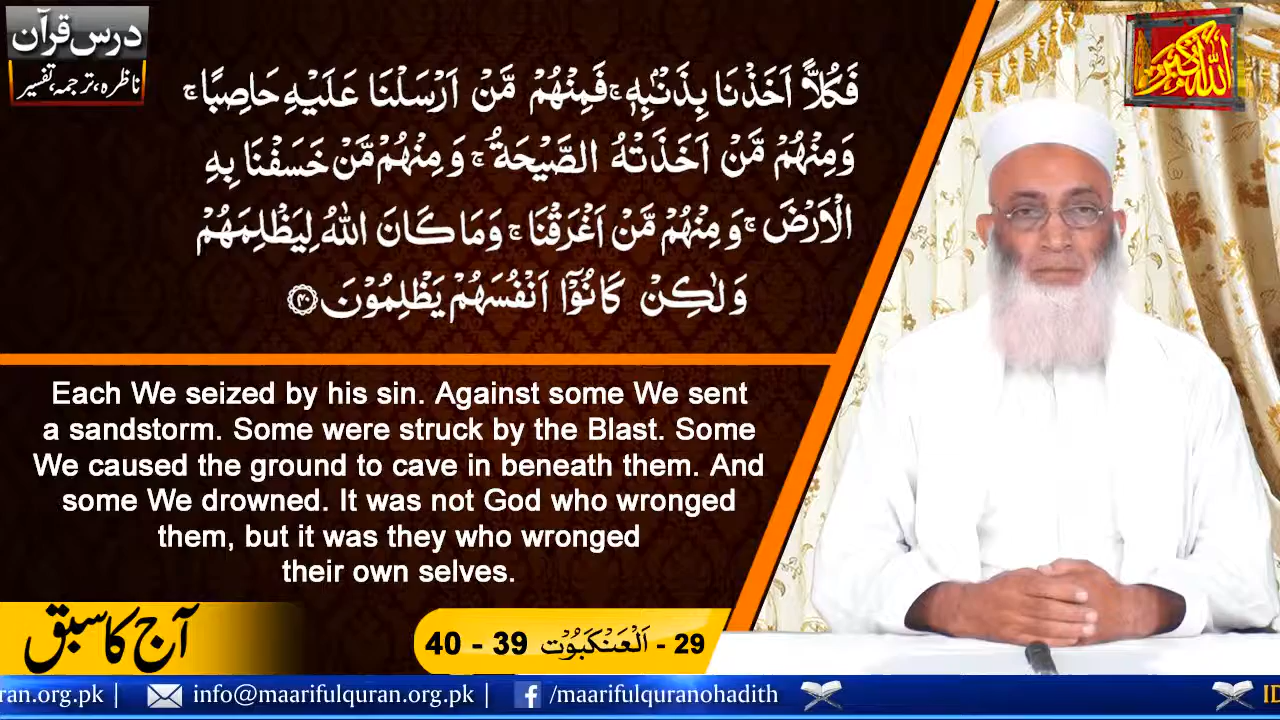 درس قرآن
ناظرہ، ترجمہ، تفسیر
اللہ اکبر
فَكُلًّا اَخَذْنَا بِذَنْۢبِهٖ ۚ فَمِنْهُمْ مَّنْ اَرْسَلْنَا عَلَيْهِ حَاصِبًا ۚ
وَمِنْهُمْ مَّنْ اَخَذَتْهُ الصَّيْحَةُ ۚ وَمِنْهُمْ مَّنْ خَسَفْنَا بِهِ
الْاَرْضَ ۚ وَمِنْهُمْ مَّنْ اَغْرَقْنَا ۚ وَمَا كَانَ اللّٰهُ لِيَظْلِمَهُمْ
وَلٰكِنْ كَانُوْٓا اَنْفُسَهُمْ يَظْلِمُوْنَ ۴۰
Each We seized by his sin. Against some We sent
a sandstorm. Some were struck by the Blast. Some
We caused the ground to cave in beneath them. And
some We drowned. It was not God who wronged
them, but it was they who wronged
their own selves.
آج کا سبق
29 - اَلْعَنْكَبُوْت 39 - 40
ran.org.pk | info@maarifulquran.org.pk | f /maarifulquranohadith